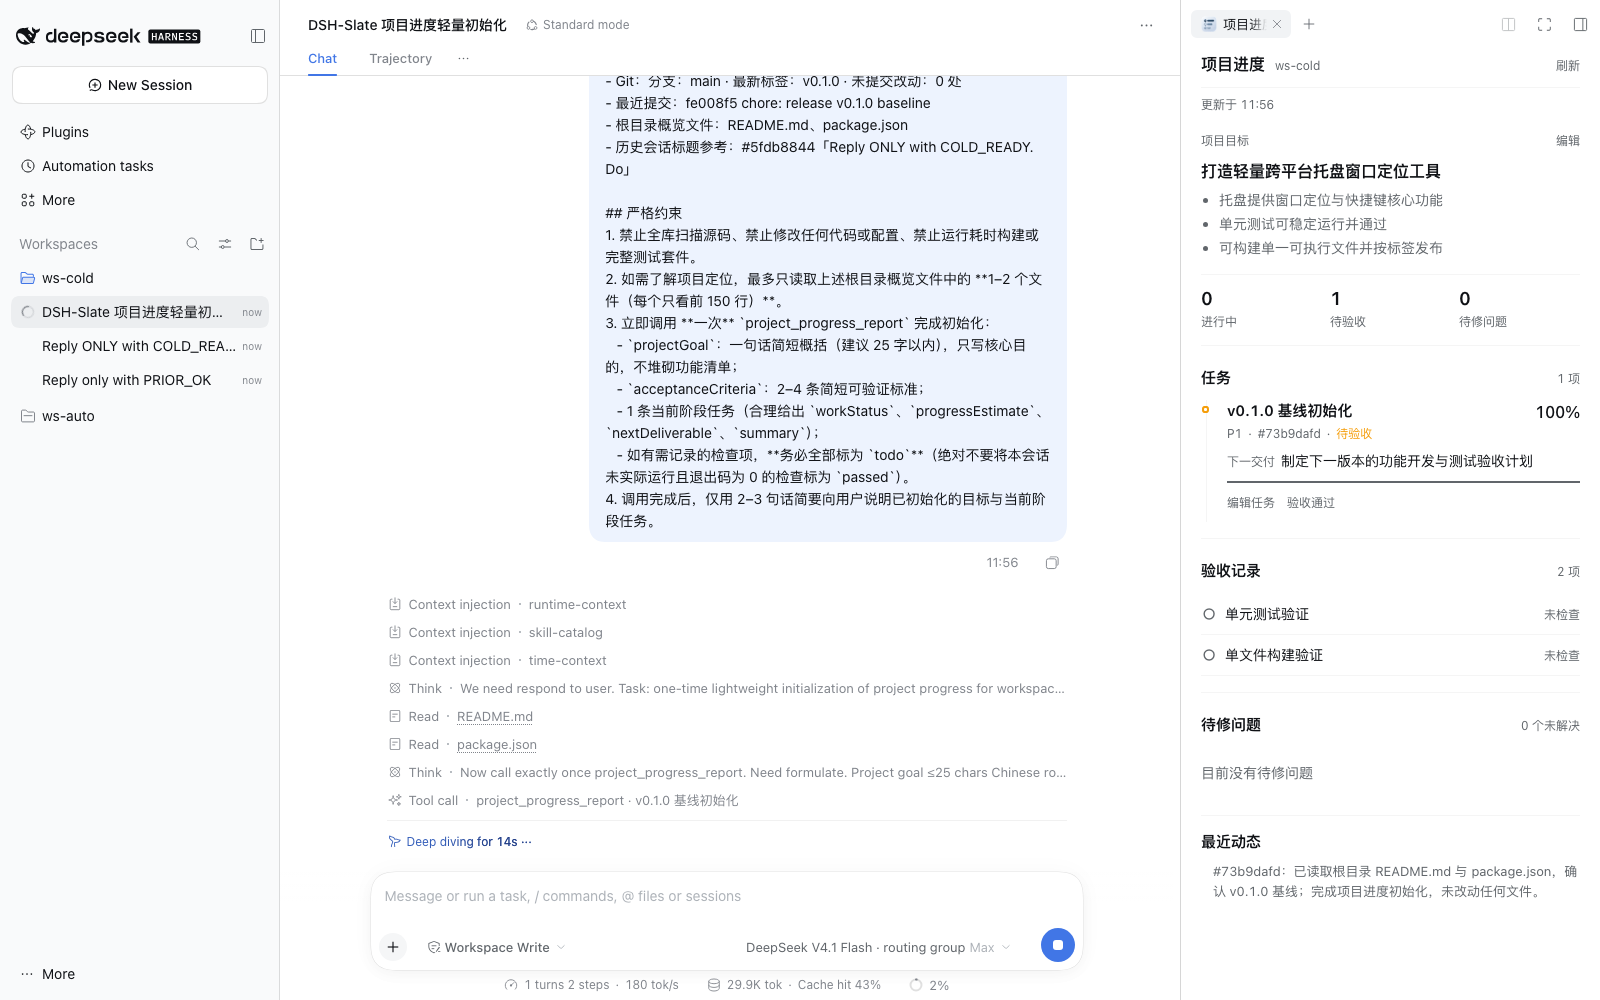 deepseek HARNESS
New Session
Plugins
Automation tasks
More
Workspaces
ws-cold
DSH-Slate 项目进度轻量初... now
Reply ONLY with COLD_REA... now
Reply only with PRIOR_OK now
ws-auto
More
DSH-Slate 项目进度轻量初始化 Standard mode
Chat Trajectory
- Git：分支：main · 最新标签：v0.1.0 · 未提交改动：0 处
- 最近提交：fe008f5 chore: release v0.1.0 baseline
- 根目录概览文件：README.md、package.json
- 历史会话标题参考：#5fdb8844「Reply ONLY with COLD_READY.
Do」
## 严格约束
1. 禁止全库扫描源码、禁止修改任何代码或配置、禁止运行耗时构建或
完整测试套件。
2. 如需了解项目定位，最多只读取上述根目录概览文件中的 **1–2 个文
件（每个只看前 150 行）**。
3. 立即调用 **一次** `project_progress_report` 完成初始化：
- `projectGoal`：一句话简短概括（建议 25 字以内），只写核心目
的，不堆砌功能清单；
- `acceptanceCriteria`：2–4 条简短可验证标准；
- 1 条当前阶段任务（合理给出 `workStatus`、`progressEstimate`、
`nextDeliverable`、`summary`）；
- 如有需记录的检查项，**务必全部标为 `todo`**（绝对不要将本会话
未实际运行且退出码为 0 的检查标为 `passed`）。
4. 调用完成后，仅用 2–3 句话简要向用户说明已初始化的目标与当前阶
段任务。
11:56
Context injection · runtime-context
Context injection · skill-catalog
Context injection · time-context
Think · We need respond to user. Task: one-time lightweight initialization of project progress for workspac...
Read · README.md
Read · package.json
Think · Now call exactly once project_progress_report. Need formulate. Project goal ≤25 chars Chinese ro...
Tool call · project_progress_report · v0.1.0 基线初始化
Deep diving for 14s ···
Message or run a task, / commands, @ files or sessions
Workspace Write DeepSeek V4.1 Flash · routing group Max
1 turns 2 steps · 180 tok/s 29.9K tok · Cache hit 43% 2%
项目进
项目进度 ws-cold 刷新
更新于 11:56
项目目标 编辑
打造轻量跨平台托盘窗口定位工具
• 托盘提供窗口定位与快捷键核心功能
• 单元测试可稳定运行并通过
• 可构建单一可执行文件并按标签发布
0 1 0
进行中 待验收 待修问题
任务 1 项
v0.1.0 基线初始化 100%
P1 · #73b9dafd · 待验收
下一交付 制定下一版本的功能开发与测试验收计划
编辑任务 验收通过
验收记录 2 项
单元测试验证 未检查
单文件构建验证 未检查
待修问题 0 个未解决
目前没有待修问题
最近动态
#73b9dafd：已读取根目录 README.md 与 package.json，确
认 v0.1.0 基线；完成项目进度初始化，未改动任何文件。